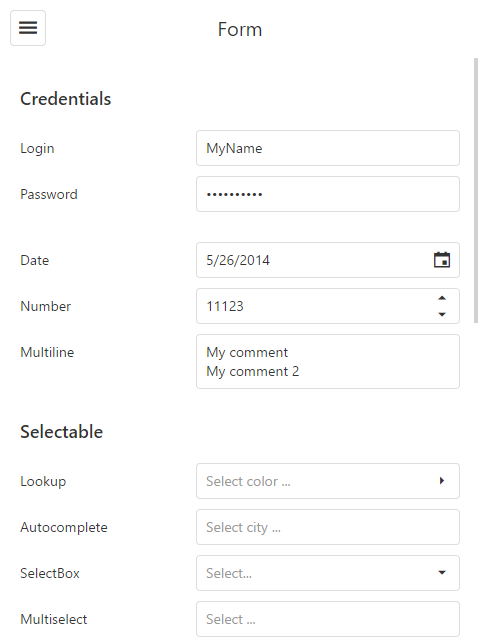 Form
Credentials
Login MyName
Password ••••••••••
Date 5/26/2014
Number 11123
Multiline My comment
My comment 2
Selectable
Lookup Select color ...
Autocomplete Select city ...
SelectBox Select...
Multiselect Select ...